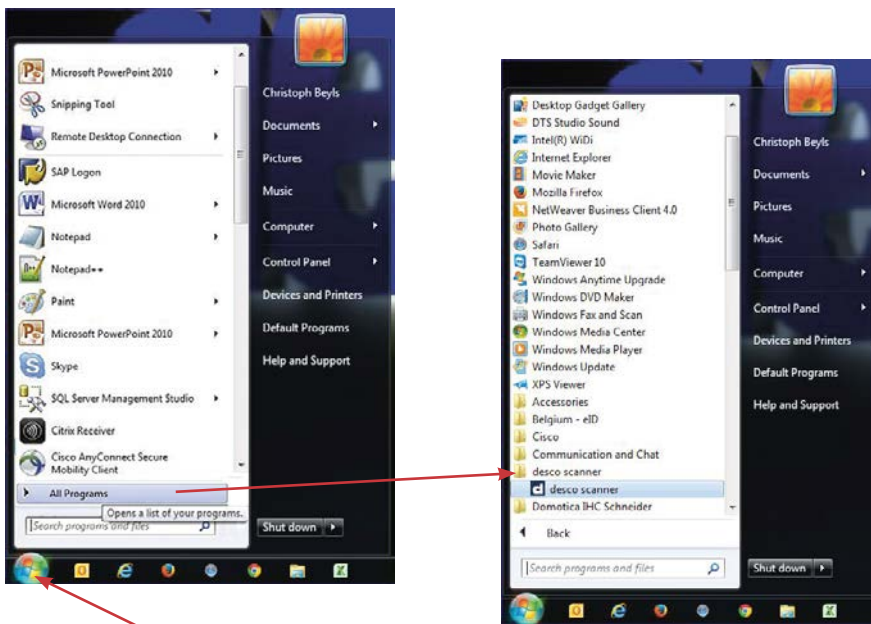 Microsoft PowerPoint 2010
Snipping Tool
Remote Desktop Connection
SAP Logon
Microsoft Word 2010
Notepad
Notepad++
Paint
Microsoft PowerPoint 2010
Skype
SQL Server Management Studio
Citrix Receiver
Cisco AnyConnect Secure
Mobility Client
All Programs
Opens a list of your programs.
Search programs and files
Christoph Beyls
Documents
Pictures
Music
Computer
Control Panel
Devices and Printers
Default Programs
Help and Support
Shut down
Desktop Gadget Gallery
DTS Studio Sound
Intel(R) WiDi
Internet Explorer
Movie Maker
Mozilla Firefox
NetWeaver Business Client 4.0
Photo Gallery
Safari
TeamViewer 10
Windows Anytime Upgrade
Windows DVD Maker
Windows Fax and Scan
Windows Media Center
Windows Media Player
Windows Update
XPS Viewer
Accessories
Belgium - eID
Cisco
Communication and Chat
desco scanner
desco scanner
Domotica IHC Schneider
Back
Search programs and files
Christoph Beyls
Documents
Pictures
Music
Computer
Control Panel
Devices and Printers
Default Programs
Help and Support
Shut down